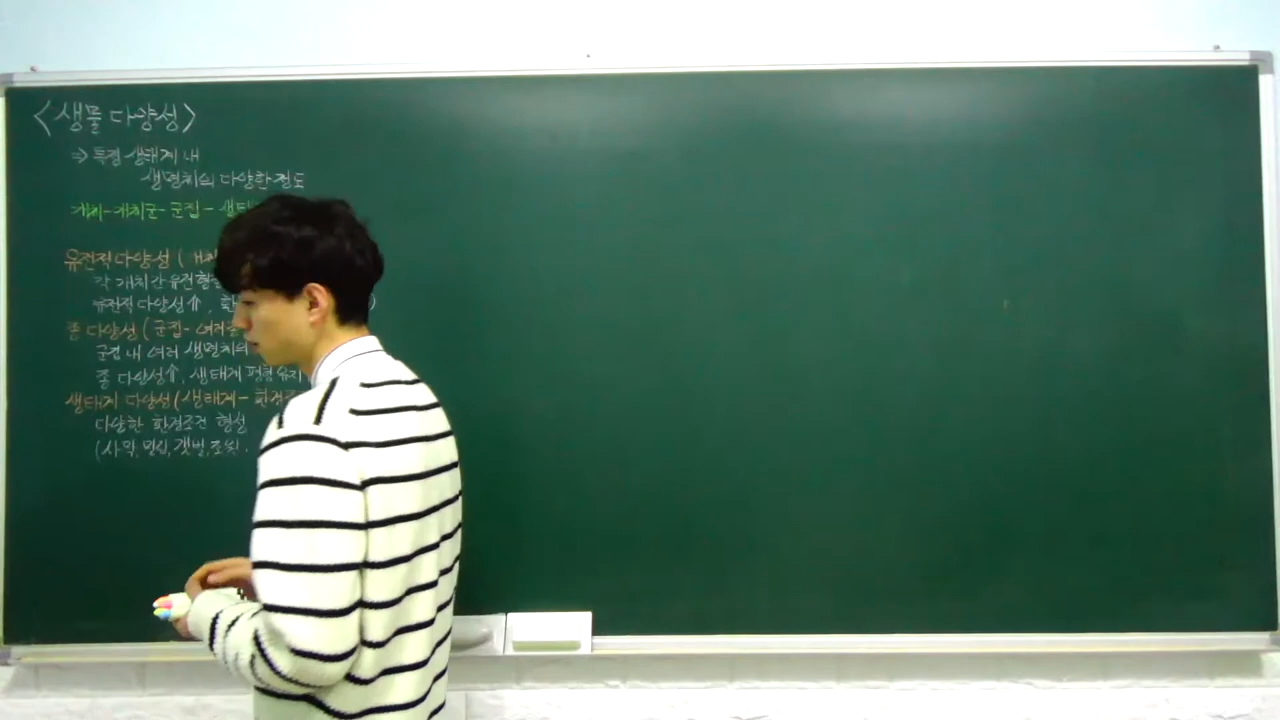 <생물 다양성>
⇒ 특정 생태계 내
생명체의 다양한 정도
개체-개체군-군집-생태
유전적 다양성 (개체
각 개체간 유전형
유전적 다양성↑, 환 )
종 다양성 (군집-여러종
군집 내 여러 생명체의
종 다양성↑, 생태계 평형 유지
생태계 다양성 (생태계-환경조
다양한 환경조건 형성
(사막, 밀림, 갯벌, 초원.